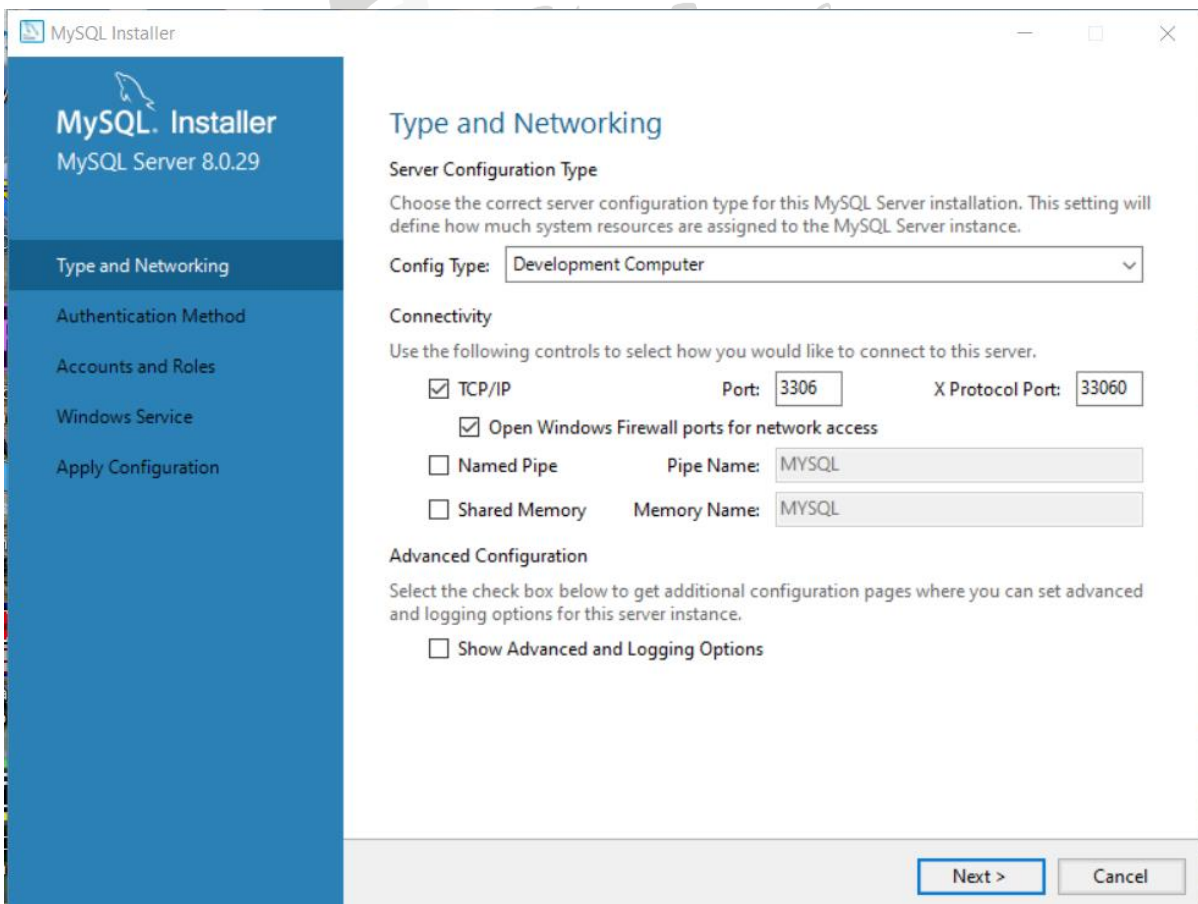 MySQL Installer
MySQL. Installer
MySQL Server 8.0.29
Type and Networking
Authentication Method
Accounts and Roles
Windows Service
Apply Configuration
Type and Networking
Server Configuration Type
Choose the correct server configuration type for this MySQL Server installation. This setting will
define how much system resources are assigned to the MySQL Server instance.
Config Type: Development Computer
Connectivity
Use the following controls to select how you would like to connect to this server.
TCP/IP Port: 3306 X Protocol Port: 33060
Open Windows Firewall ports for network access
Named Pipe Pipe Name: MYSQL
Shared Memory Memory Name: MYSQL
Advanced Configuration
Select the check box below to get additional configuration pages where you can set advanced
and logging options for this server instance.
Show Advanced and Logging Options
Next > Cancel